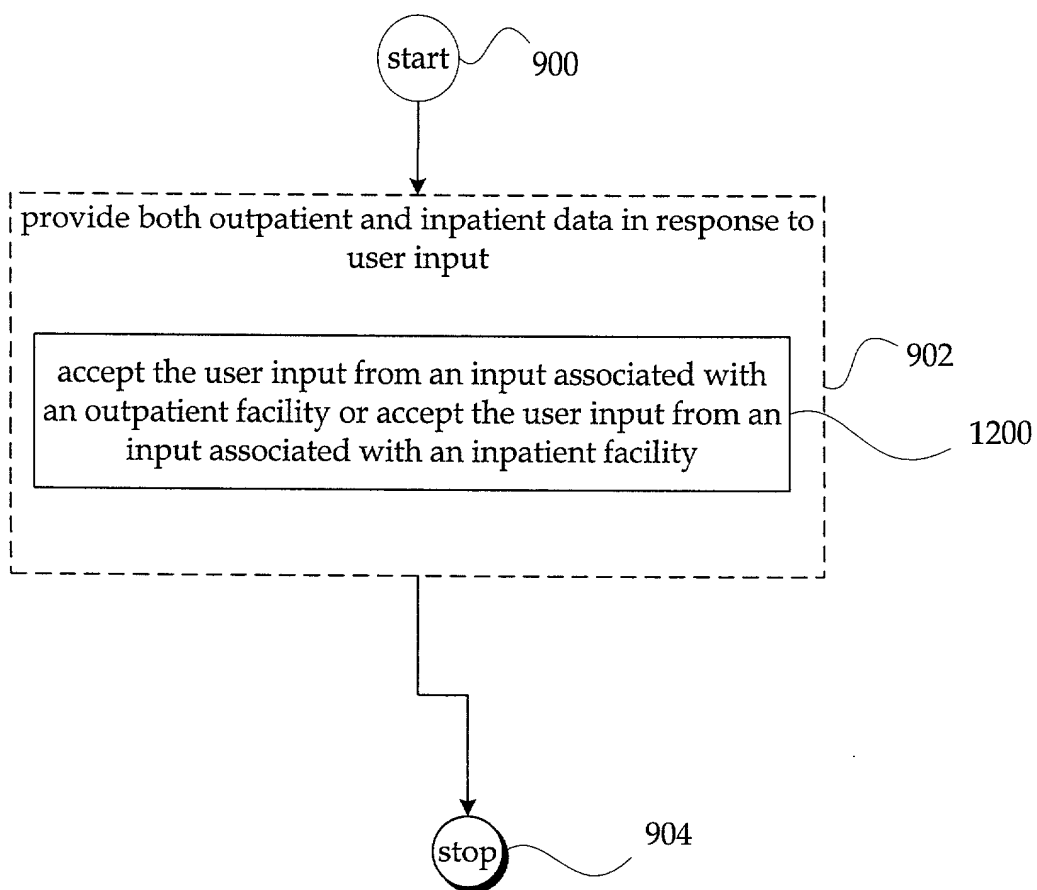 start
900
provide both outpatient and inpatient data in response to
user input
accept the user input from an input associated with
an outpatient facility or accept the user input from an
input associated with an inpatient facility
902
1200
stop
904